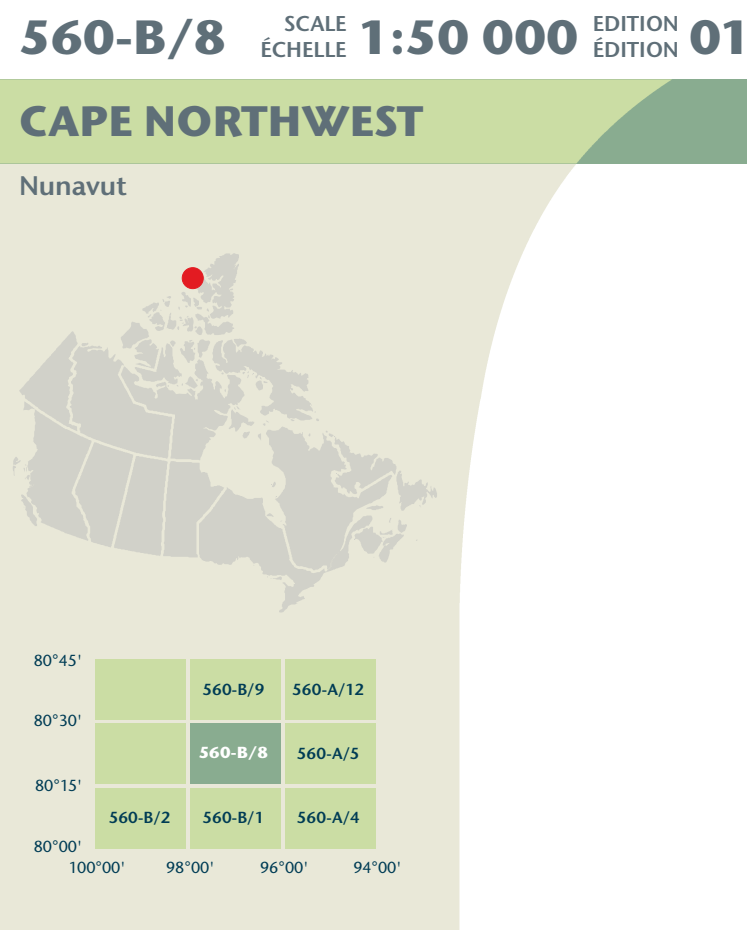 560-B/8 SCALE ÉCHELLE 1:50 000 EDITION ÉDITION 01
CAPE NORTHWEST
Nunavut
80°45'
560-B/9 560-A/12
80°30'
560-B/8 560-A/5
80°15'
560-B/2 560-B/1 560-A/4
80°00'
100°00' 98°00' 96°00' 94°00'